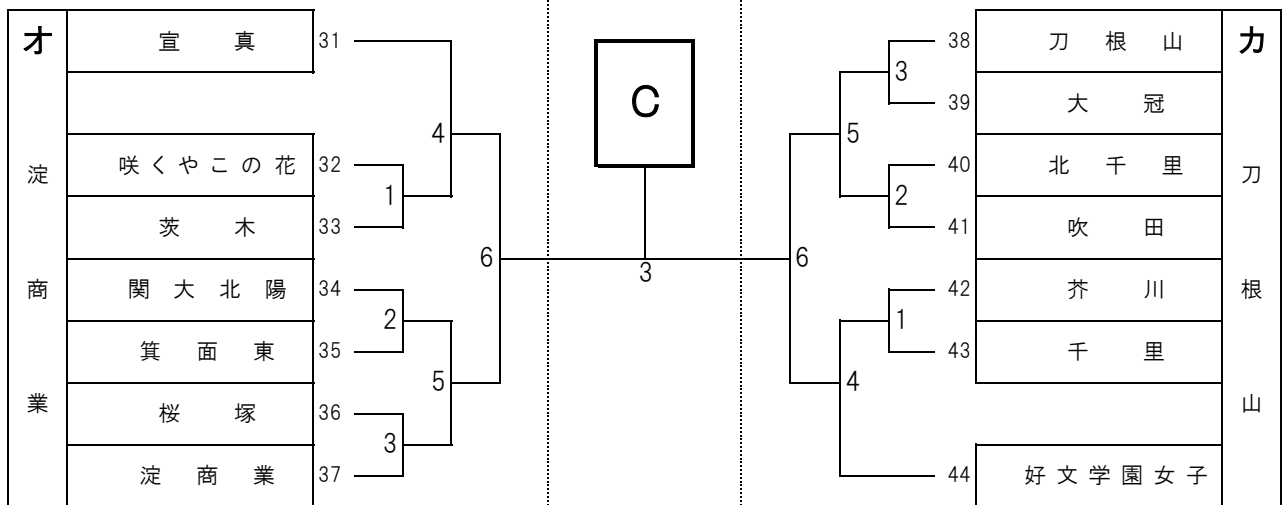 オ
淀商業
宣真 31
咲くやこの花 32
茨木 33
関大北陽 34
箕面東 35
桜塚 36
淀商業 37
4
1
6
2
5
3
C
3
カ
刀根山
38 刀根山
39 大冠
40 北千里
41 吹田
42 芥川
43 千里
44 好文学園女子
3
5
2
6
1
4